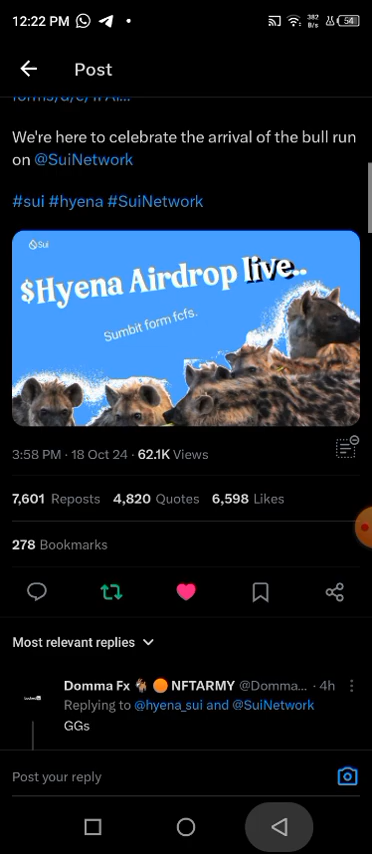 12:22 PM
382
B/s
54
Post
We're here to celebrate the arrival of the bull run
on @SuiNetwork
#sui #hyena #SuiNetwork
Sui
$Hyena Airdrop live..
Sumbit form fcfs.
3:58 PM · 18 Oct 24 · 62.1K Views
7,601 Reposts 4,820 Quotes 6,598 Likes
278 Bookmarks
Most relevant replies
Domma Fx 🐐 🟠 NFTARMY @Domma... · 4h
Replying to @hyena_sui and @SuiNetwork
GGs
Post your reply